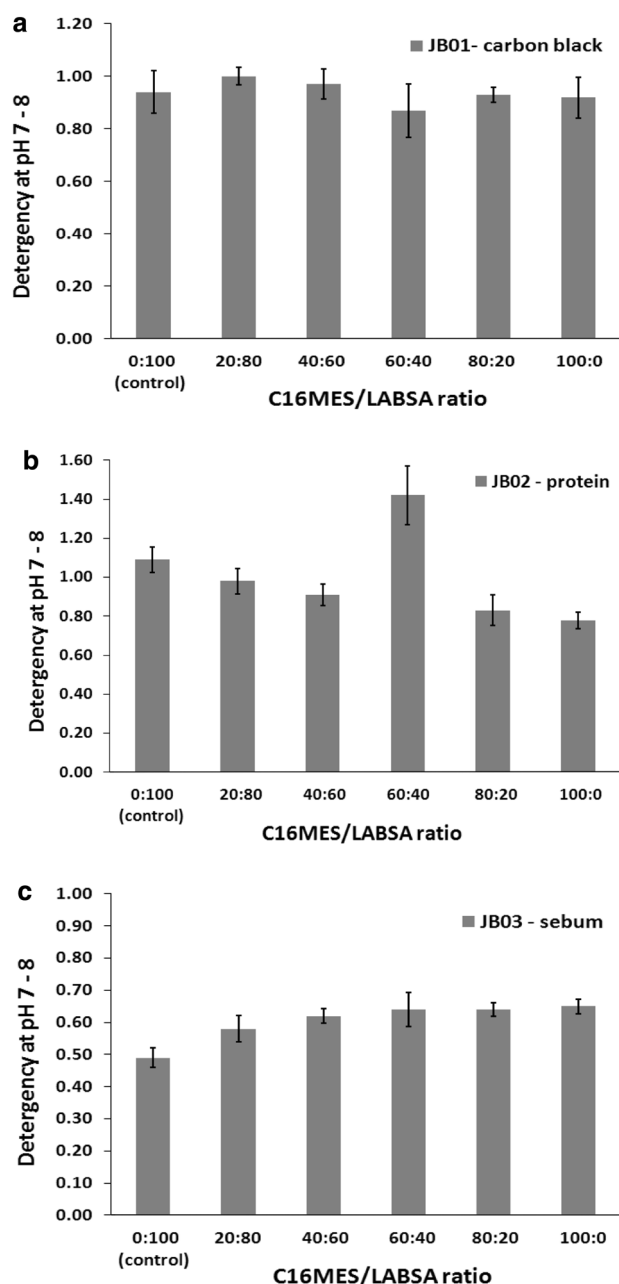 a
1.20
JB01- carbon black
1.00
0.80
0.60
0.40
0.20
0.00
Detergency at pH 7 - 8
0:100 20:80 40:60 60:40 80:20 100:0
(control)
C16MES/LABSA ratio
b
1.60
JB02 - protein
1.40
1.20
1.00
0.80
0.60
0.40
0.20
0.00
Detergency at pH 7 - 8
0:100 20:80 40:60 60:40 80:20 100:0
(control)
C16MES/LABSA ratio
c
1.00
JB03 - sebum
0.90
0.80
0.70
0.60
0.50
0.40
0.30
0.20
0.10
0.00
Detergency at pH 7 - 8
0:100 20:80 40:60 60:40 80:20 100:0
(control)
C16MES/LABSA ratio